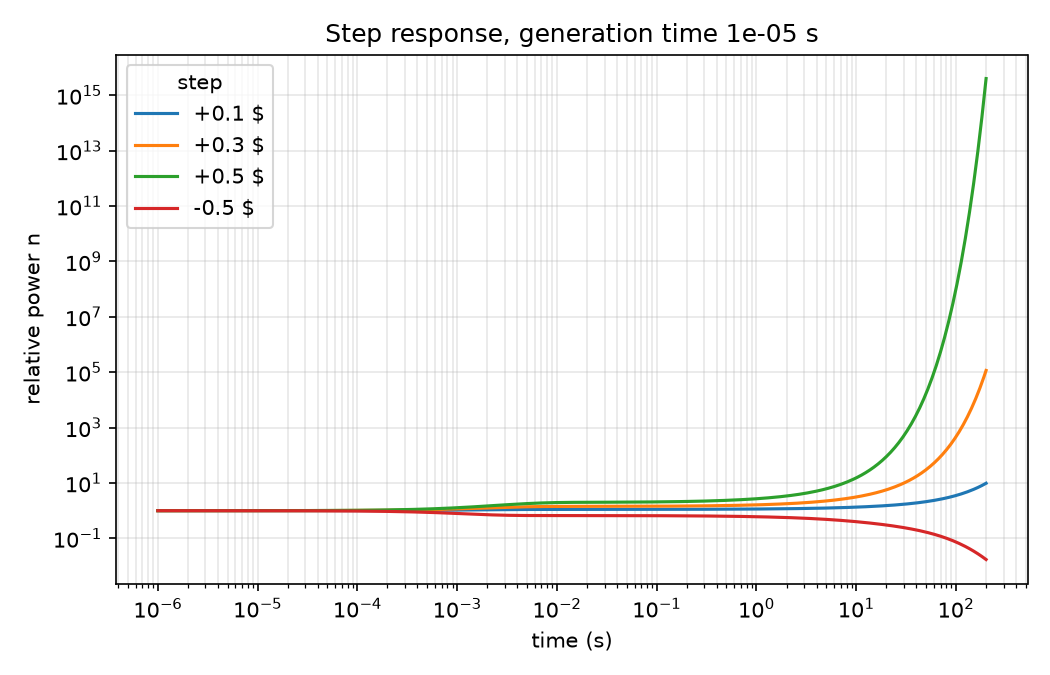 Step response, generation time 1e-05 s
relative power n
10^15
10^13
10^11
10^9
10^7
10^5
10^3
10^1
10^−1
step
+0.1 $
+0.3 $
+0.5 $
-0.5 $
10^−6 10^−5 10^−4 10^−3 10^−2 10^−1 10^0 10^1 10^2
time (s)